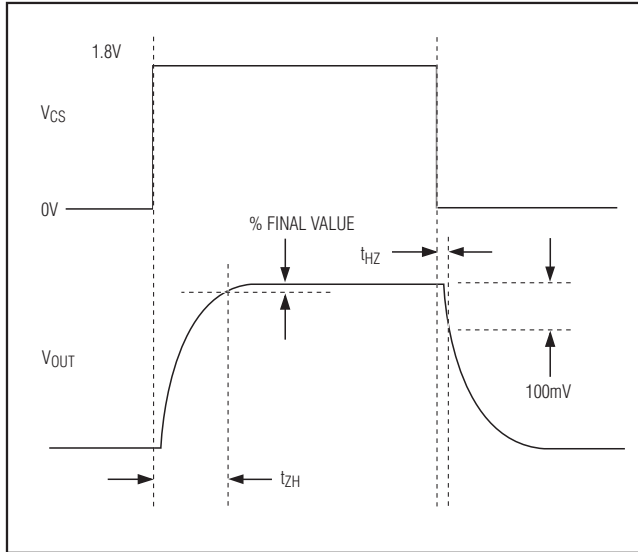 1.8V
VCS
0V
% FINAL VALUE
tHZ
VOUT
100mV
tZH